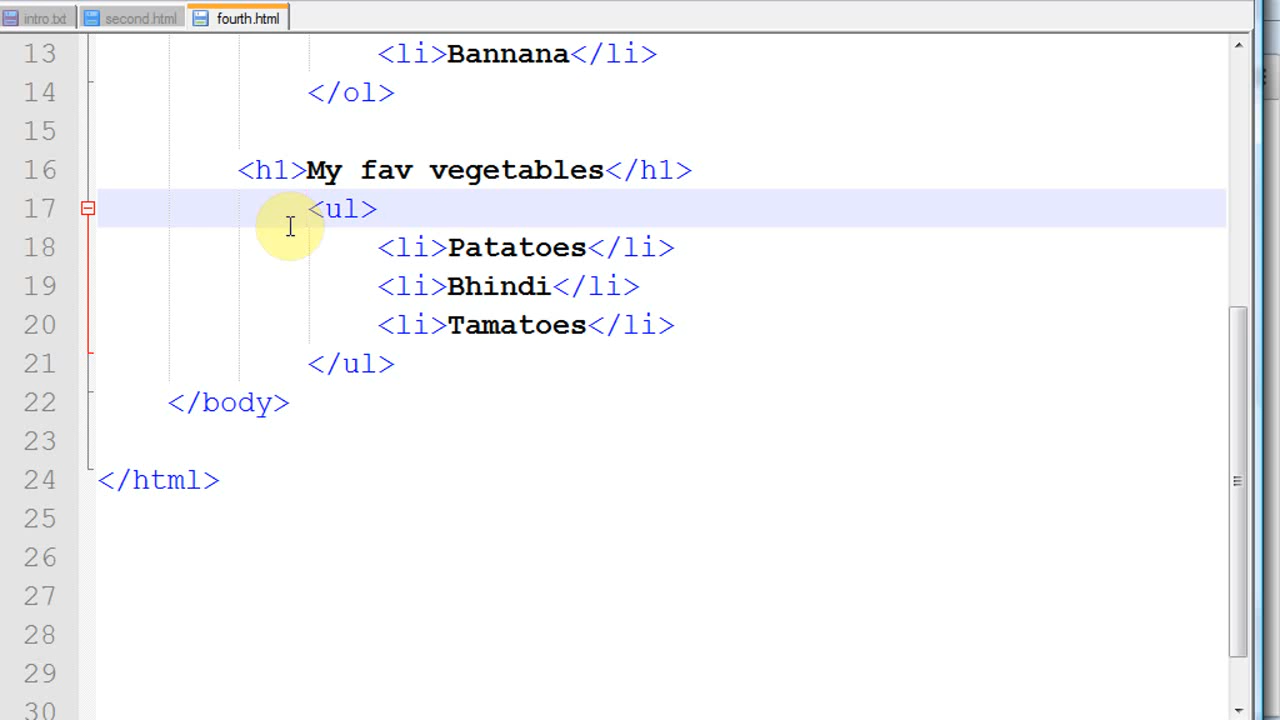 intro.txt second.html fourth.html
13 <li>Bannana</li>
14 </ol>
15
16 <h1>My fav vegetables</h1>
17 <ul>
18 <li>Patatoes</li>
19 <li>Bhindi</li>
20 <li>Tamatoes</li>
21 </ul>
22 </body>
23
24 </html>
25
26
27
28
29
30